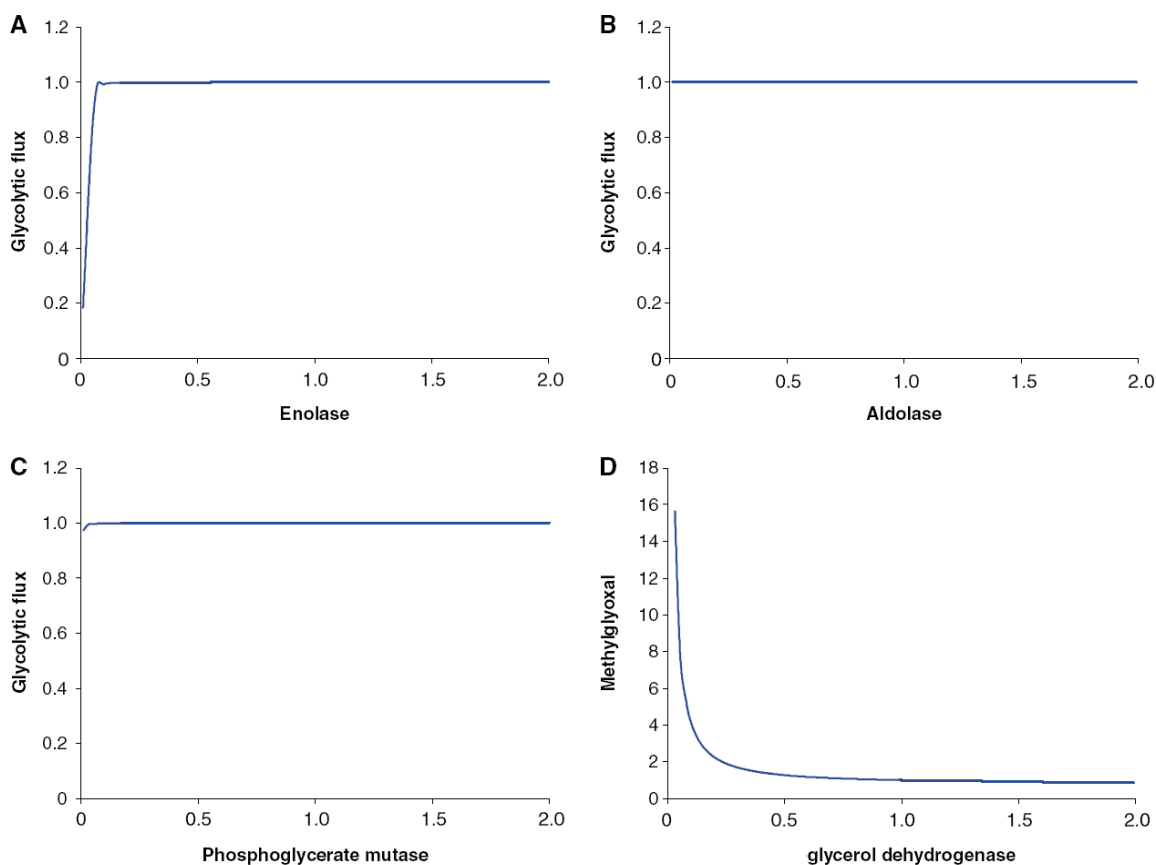 A
Glycolytic flux
1.2
1.0
0.8
0.6
0.4
0.2
0
0 0.5 1.0 1.5 2.0
Enolase
B
Glycolytic flux
1.2
1.0
0.8
0.6
0.4
0.2
0
0 0.5 1.0 1.5 2.0
Aldolase
C
Glycolytic flux
1.2
1.0
0.8
0.6
0.4
0.2
0
0 0.5 1.0 1.5 2.0
Phosphoglycerate mutase
D
Methylglyoxal
18
16
14
12
10
8
6
4
2
0
0 0.5 1.0 1.5 2.0
glycerol dehydrogenase